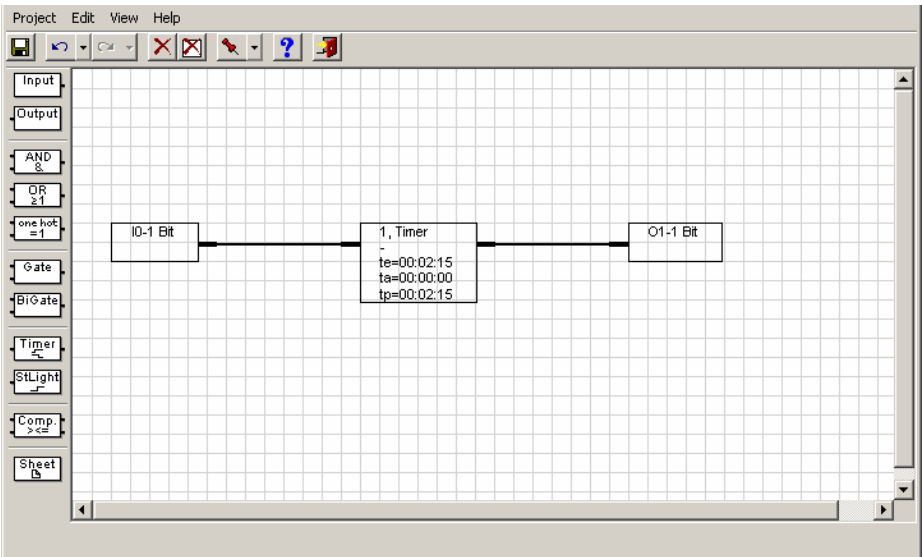 Project Edit View Help
Input
Output
AND
&
OR
≥1
one hot
=1
Gate
BiGate
Timer
StLight
Comp.
><=
Sheet
I0-1 Bit
1, Timer
-
te=00:02:15
ta=00:00:00
tp=00:02:15
O1-1 Bit